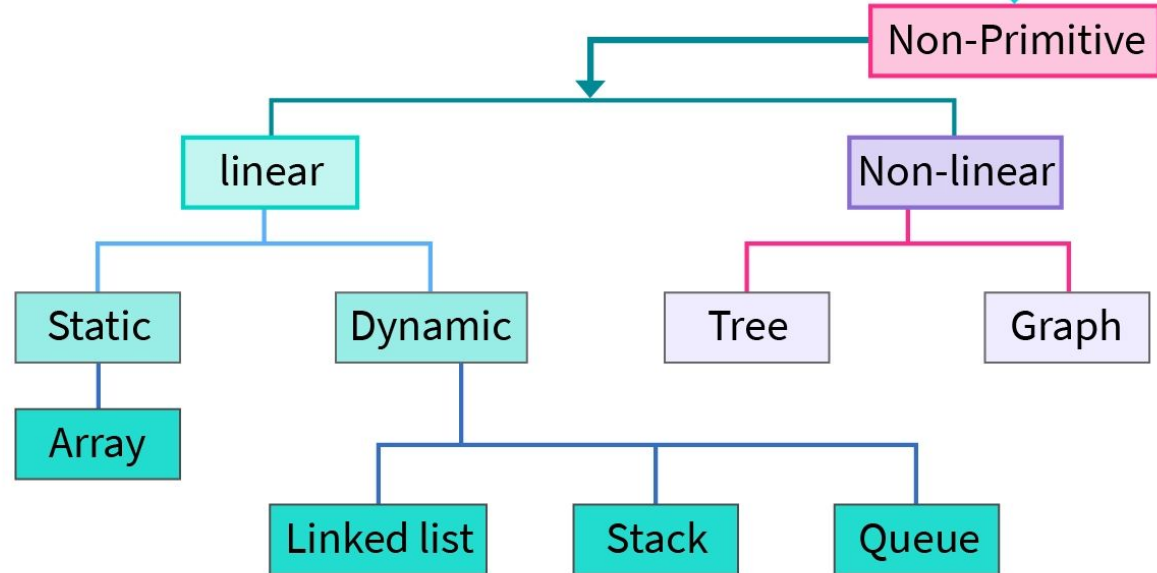 Non-Primitive
linear
Non-linear
Static
Dynamic
Tree
Graph
Array
Linked list
Stack
Queue